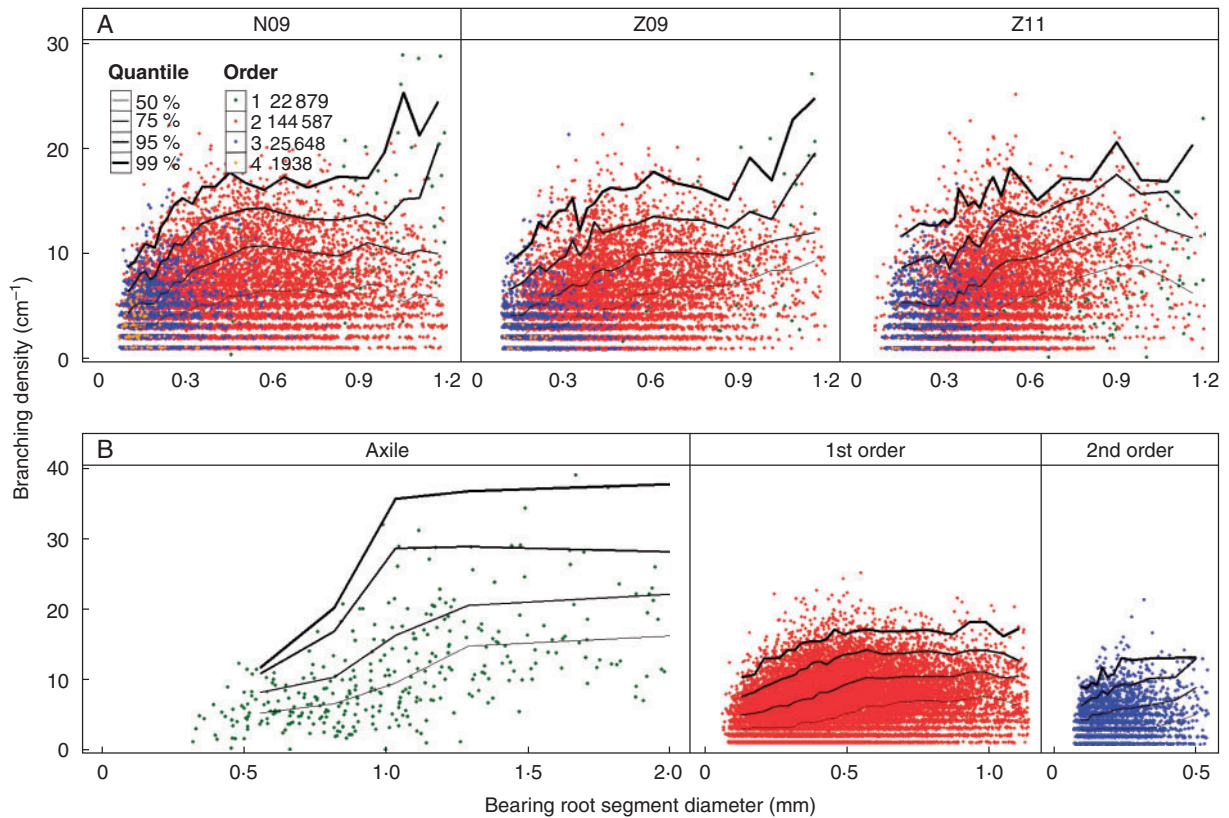 A N09 Z09 Z11
30
20
10
0
Quantile Order
50 % 1 22 879
75 % 2 144 587
95 % 3 25 648
99 % 4 1938
0 0·3 0·6 0·9 1·2 0 0·3 0·6 0·9 1·2 0 0·3 0·6 0·9 1·2
Branching density (cm⁻¹)
B Axile 1st order 2nd order
40
30
20
10
0
0 0·5 1·0 1·5 2·0 0 0·5 1·0 0 0·5
Bearing root segment diameter (mm)